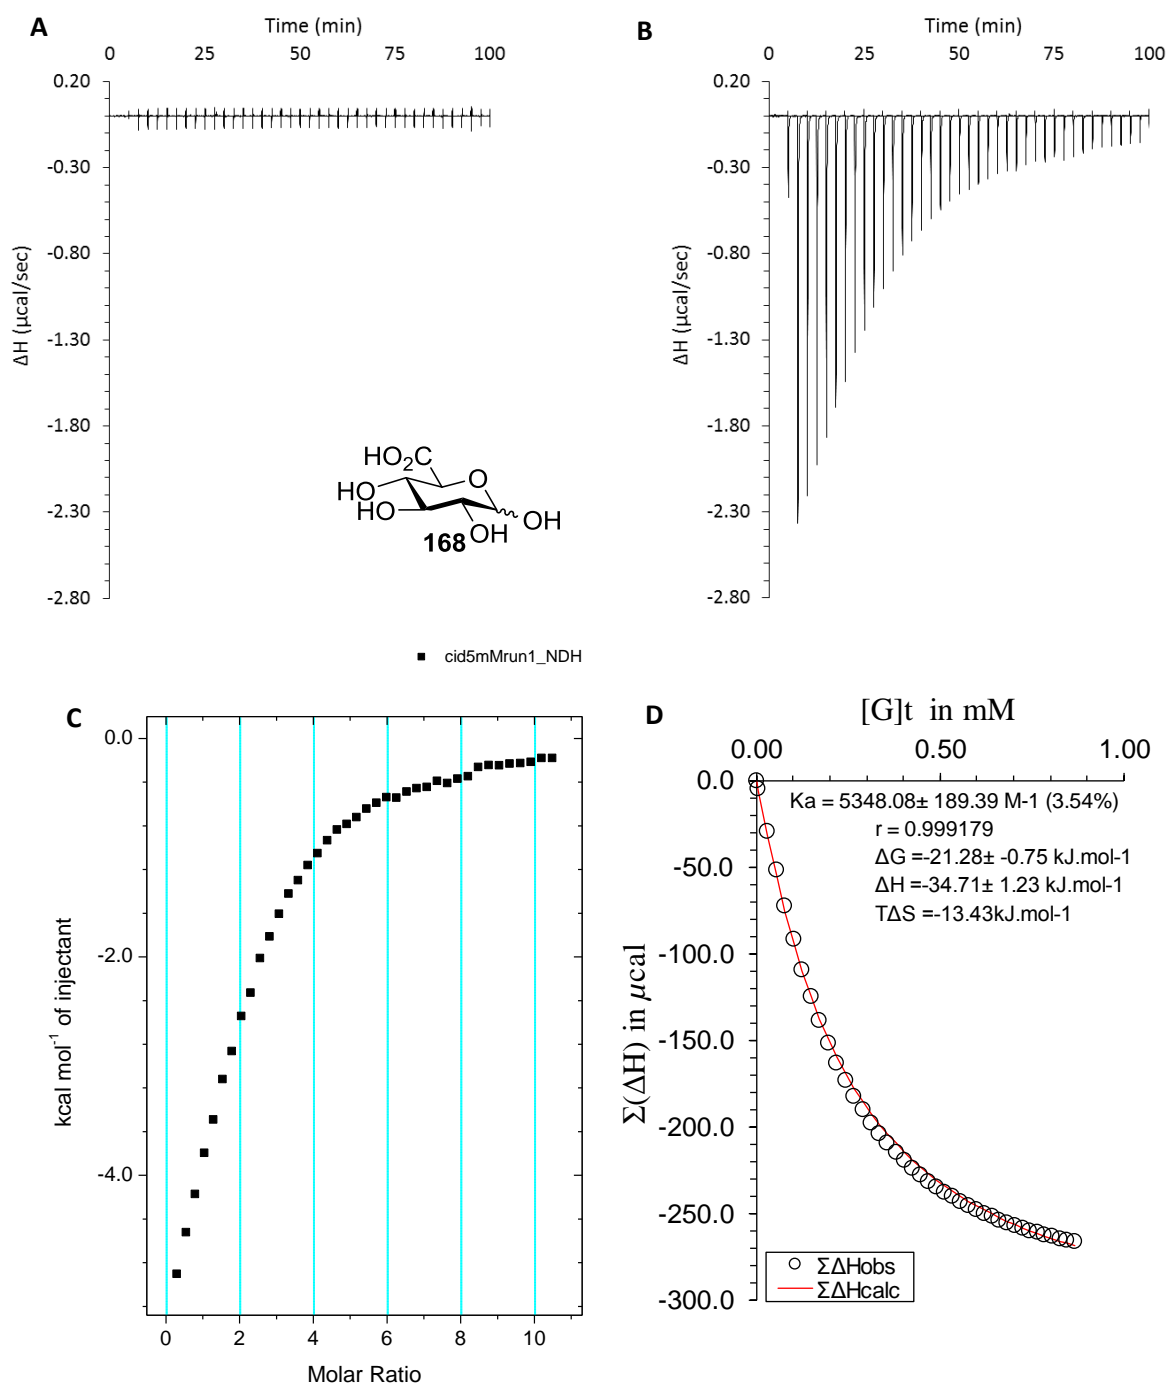 A
Time (min)
0 25 50 75 100
0.20
-0.30
-0.80
-1.30
-1.80
-2.30
-2.80
ΔH (µcal/sec)
HO₂C
O
HO
HO
OH
OH
168
B
Time (min)
0 25 50 75 100
0.20
-0.30
-0.80
-1.30
-1.80
-2.30
-2.80
ΔH (µcal/sec)
■ cid5mMrun1_NDH
C
0.0
-2.0
-4.0
kcal mol⁻¹ of injectant
0 2 4 6 8 10
Molar Ratio
D
[G]t in mM
0.00 0.50 1.00
0.0
-50.0
-100.0
-150.0
-200.0
-250.0
-300.0
Σ(ΔH) in µcal
Ka = 5348.08± 189.39 M-1 (3.54%)
r = 0.999179
ΔG =-21.28± -0.75 kJ.mol-1
ΔH =-34.71± 1.23 kJ.mol-1
TΔS =-13.43kJ.mol-1
ΣΔHobs
ΣΔHcalc